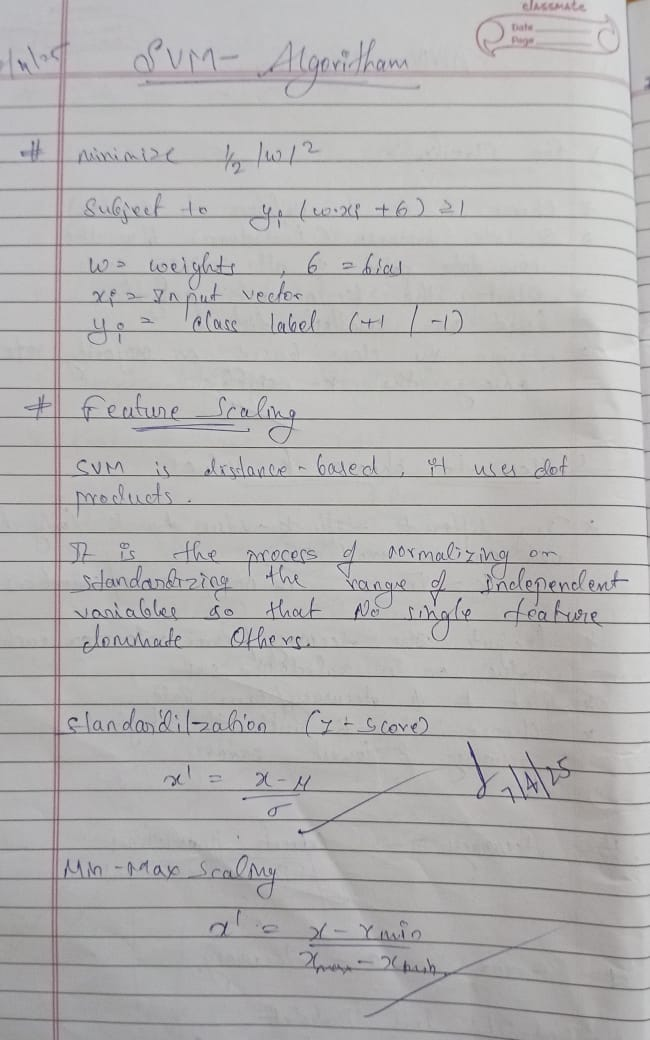 classmate
Date
Page
SVM - Algoritham
# minimize 1/2 |w|²
Subject to yi (w.xi + b) ≥ 1
w = weights , b = bias
xi = Input vector
yi = class label (+1 / -1)
# Feature Scaling
SVM is distance-based, it uses dot
products.
It is the process of normalizing or
standardizing the range of independent
variables so that No single feature
dominate Others.
Standardilzation (z - score)
x' = x - μ
σ
7/4/25
Min-Max Scaling
x' = x - xmin
xmax - xmin